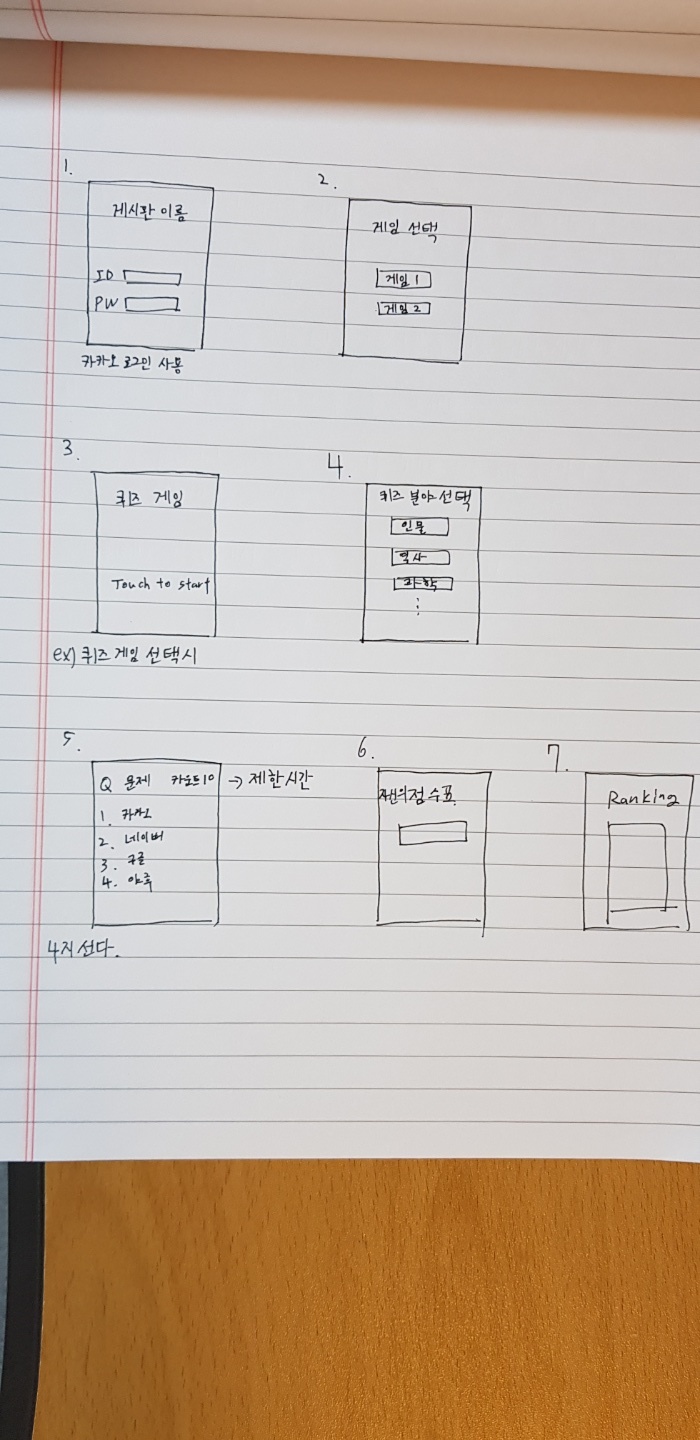 1.
게시판 이름
ID
PW
카카오 로그인 사용
2.
게임 선택
게임 1
게임 2
3.
퀴즈 게임
Touch to start
ex) 퀴즈 게임 선택시
4.
퀴즈 분야 선택
인물
역사
과학
5.
Q 문제 카운트 10 → 제한시간
1. 카카오
2. 네이버
3. 구글
4. 야후
4지 선다.
6.
자신의 점수표
7.
Ranking